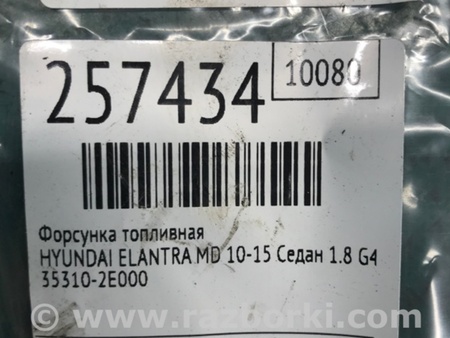 257434
10080
Форсунка топливная
HYUNDAI ELANTRA MD 10-15 Седан 1.8 G4
35310-2E000
© www.razborki.com